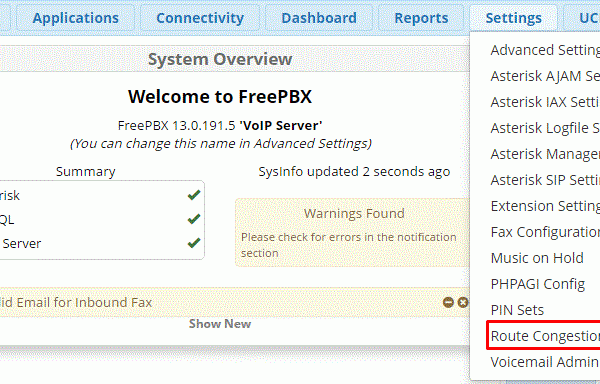 Applications Connectivity Dashboard Reports Settings UC
System Overview
Welcome to FreePBX
FreePBX 13.0.191.5 'VoIP Server'
(You can change this name in Advanced Settings)
Summary
risk
QL
Server
SysInfo updated 2 seconds ago
Warnings Found
Please check for errors in the notification
section
lid Email for Inbound Fax
Show New
Advanced Setting
Asterisk AJAM Se
Asterisk IAX Setti
Asterisk Logfile S
Asterisk Manager
Asterisk SIP Settin
Extension Setting
Fax Configuration
Music on Hold
PHPAGI Config
PIN Sets
Route Congestion
Voicemail Admin